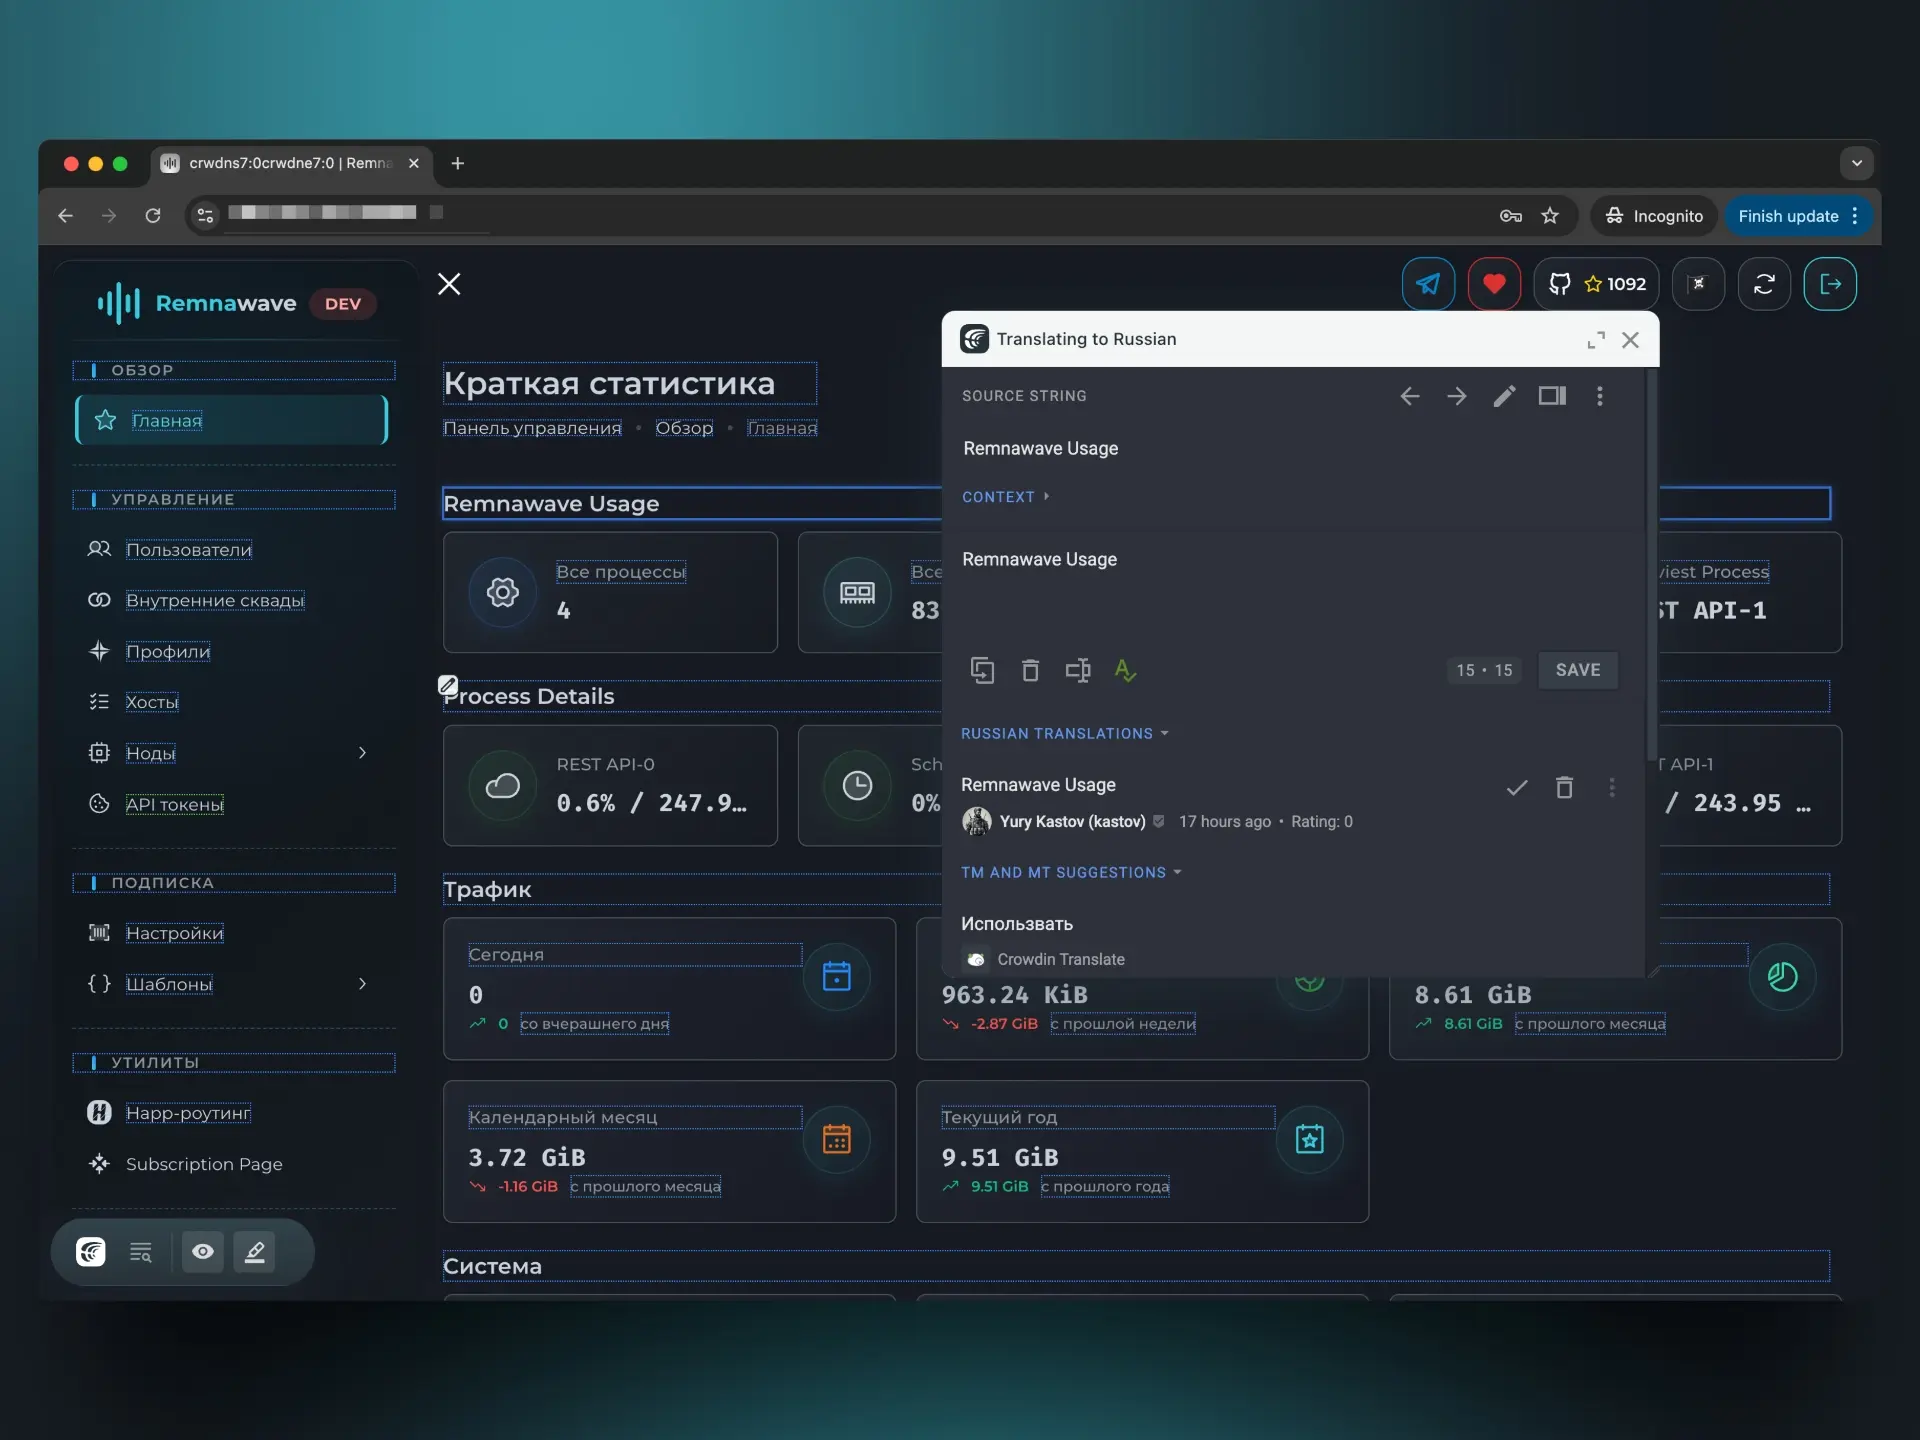 crwdns7:0crwdne7:0 | Remna
Incognito
Finish update
Remnawave DEV
1092
ОБЗОР
Главная
УПРАВЛЕНИЕ
Пользователи
Внутренние сквады
Профили
Хосты
Ноды
API токены
ПОДПИСКА
Настройки
Шаблоны
УТИЛИТЫ
Happ-роутинг
Subscription Page
Краткая статистика
Панель управления • Обзор • Главная
Remnawave Usage
Все процессы
4
Все
83
viest Process
ST API-1
Process Details
REST API-0
0.6% / 247.9…
Sch
0%
T API-1
/ 243.95 …
Трафик
Сегодня
0
0 со вчерашнего дня
963.24 KiB
-2.87 GiB с прошлой недели
8.61 GiB
8.61 GiB с прошлого месяца
Календарный месяц
3.72 GiB
-1.16 GiB с прошлого месяца
Текущий год
9.51 GiB
9.51 GiB с прошлого года
Система
Translating to Russian
SOURCE STRING
Remnawave Usage
CONTEXT
Remnawave Usage
15 • 15
SAVE
RUSSIAN TRANSLATIONS
Remnawave Usage
Yury Kastov (kastov) 17 hours ago • Rating: 0
TM AND MT SUGGESTIONS
Использвать
Crowdin Translate